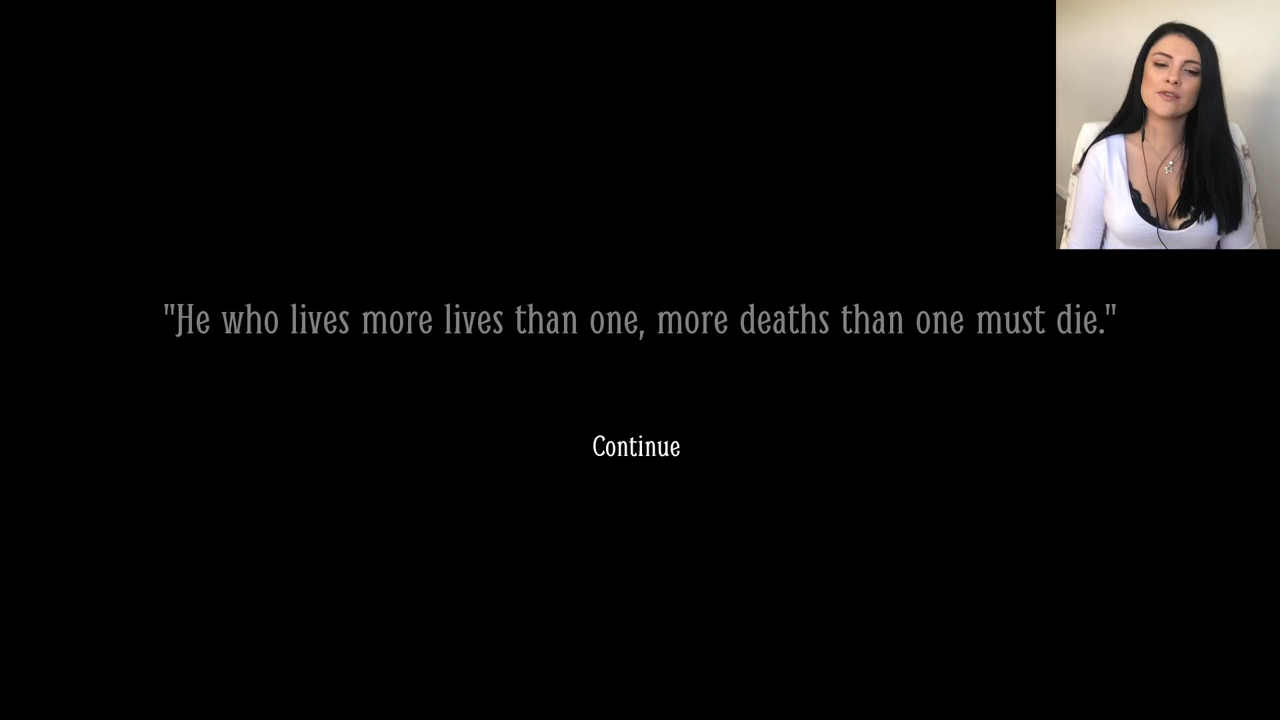 "He who lives more lives than one, more deaths than one must die."
Continue